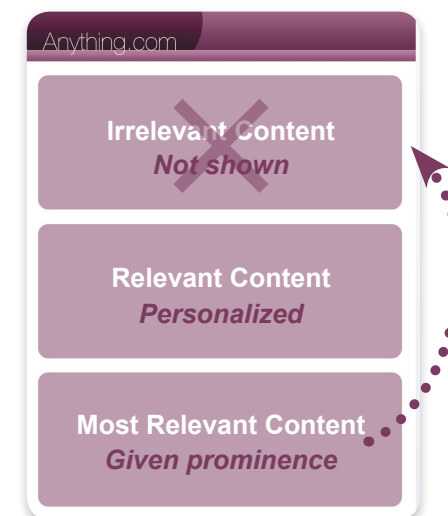 Anything.com
Irrelevant Content
Not shown
Relevant Content
Personalized
Most Relevant Content
Given prominence